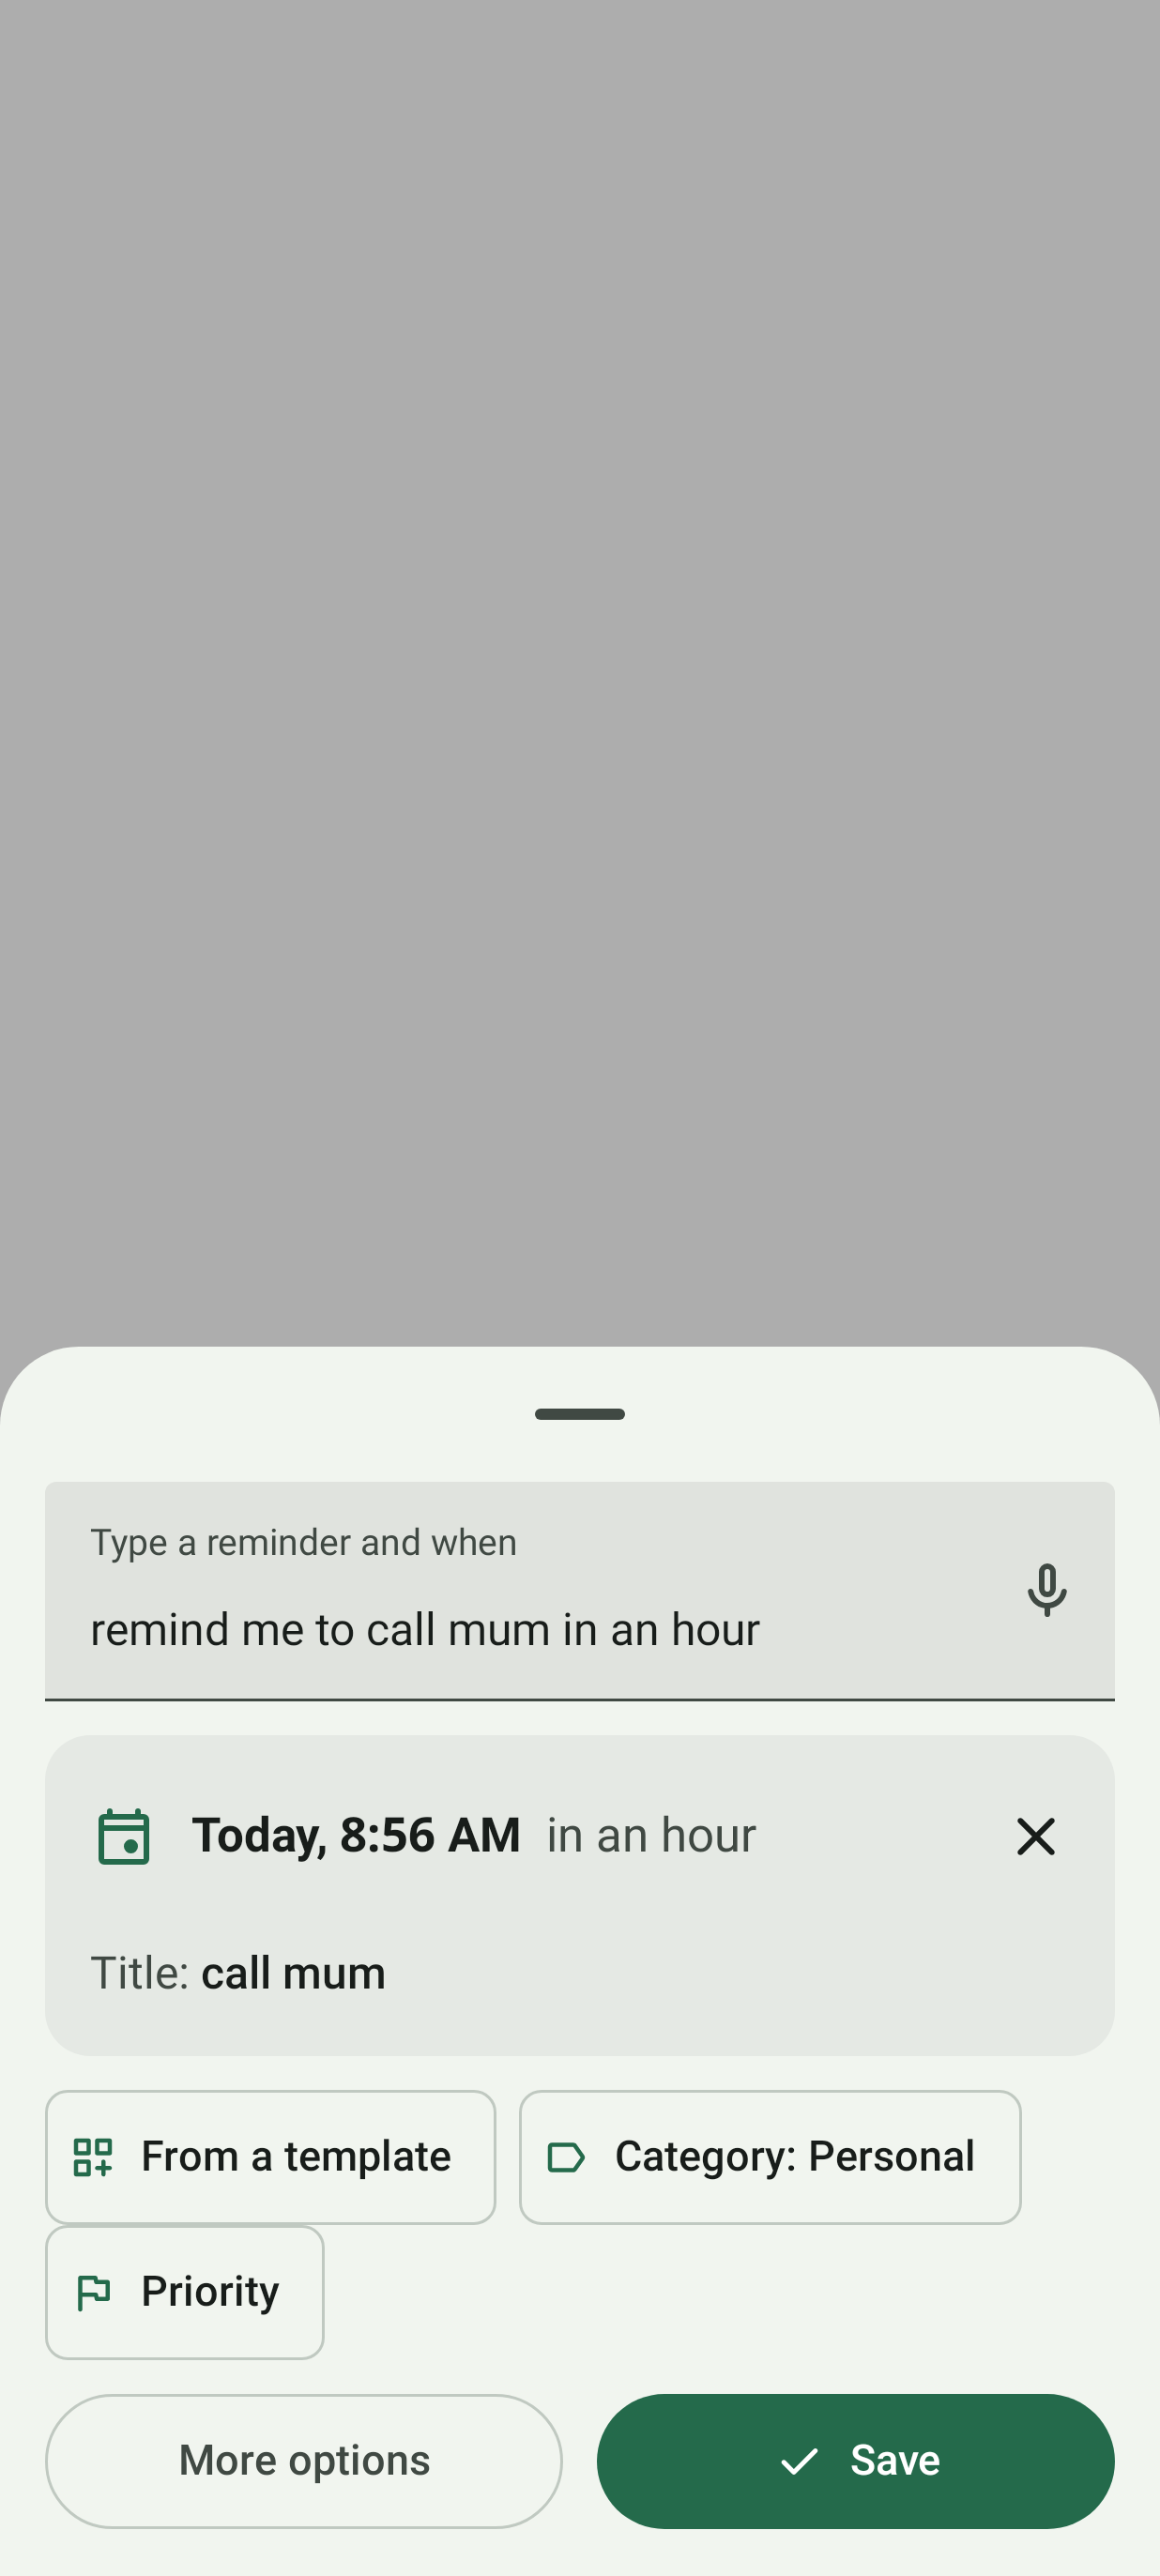 Type a reminder and when
remind me to call mum in an hour
Today, 8:56 AM in an hour
Title: call mum
From a template
Category: Personal
Priority
More options
Save